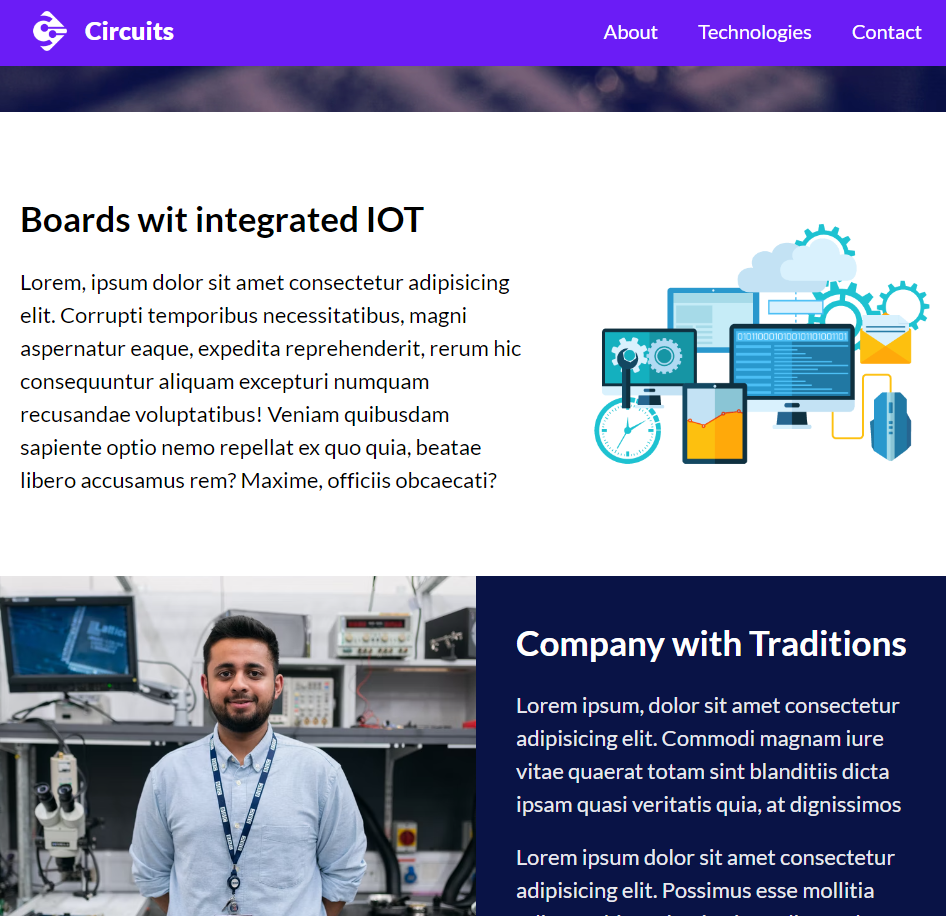 Circuits
About
Technologies
Contact
Boards wit integrated IOT
Lorem, ipsum dolor sit amet consectetur adipisicing
elit. Corrupti temporibus necessitatibus, magni
aspernatur eaque, expedita reprehenderit, rerum hic
consequuntur aliquam excepturi numquam
recusandae voluptatibus! Veniam quibusdam
sapiente optio nemo repellat ex quo quia, beatae
libero accusamus rem? Maxime, officiis obcaecati?
Company with Traditions
Lorem ipsum, dolor sit amet consectetur
adipisicing elit. Commodi magnam iure
vitae quaerat totam sint blanditiis dicta
ipsam quasi veritatis quia, at dignissimos
Lorem ipsum dolor sit amet consectetur
adipisicing elit. Possimus esse mollitia